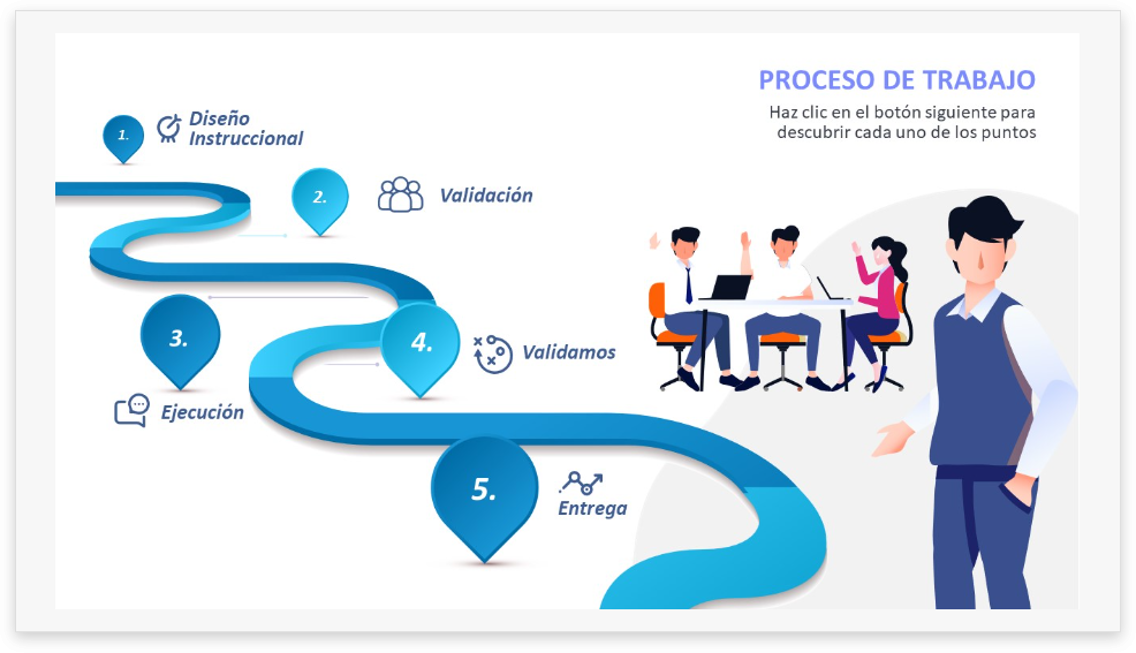 PROCESO DE TRABAJO
Haz clic en el botón siguiente para
descubrir cada uno de los puntos
1.
Diseño
Instruccional
2.
Validación
3.
Ejecución
4.
Validamos
5.
Entrega